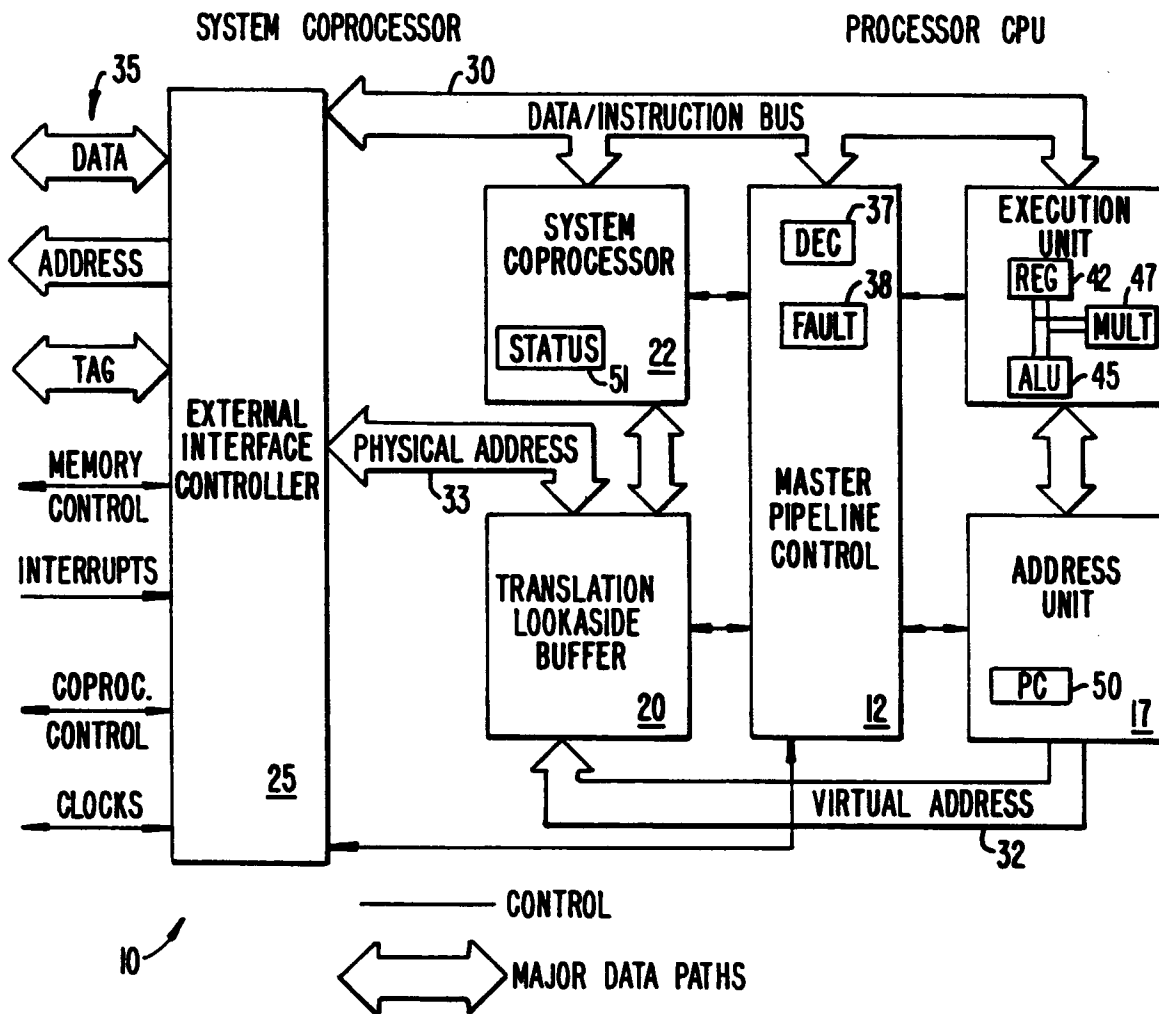 SYSTEM COPROCESSOR
PROCESSOR CPU
35
30
DATA/INSTRUCTION BUS
DATA
ADDRESS
TAG
MEMORY
CONTROL
INTERRUPTS
COPROC.
CONTROL
CLOCKS
EXTERNAL
INTERFACE
CONTROLLER
25
SYSTEM
COPROCESSOR
STATUS
51
22
PHYSICAL ADDRESS
33
TRANSLATION
LOOKASIDE
BUFFER
20
37
DEC
38
FAULT
MASTER
PIPELINE
CONTROL
12
EXECUTION
UNIT
REG
42
47
MULT
ALU
45
ADDRESS
UNIT
PC
50
17
VIRTUAL ADDRESS
32
10
CONTROL
MAJOR DATA PATHS